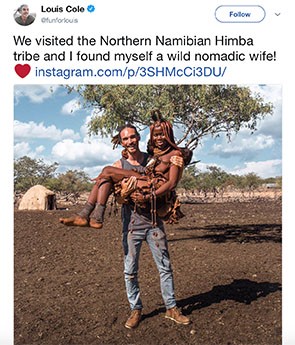 Louis Cole
@funforlouis
Follow
We visited the Northern Namibian Himba
tribe and I found myself a wild nomadic wife!
❤️ instagram.com/p/3SHMcCi3DU/